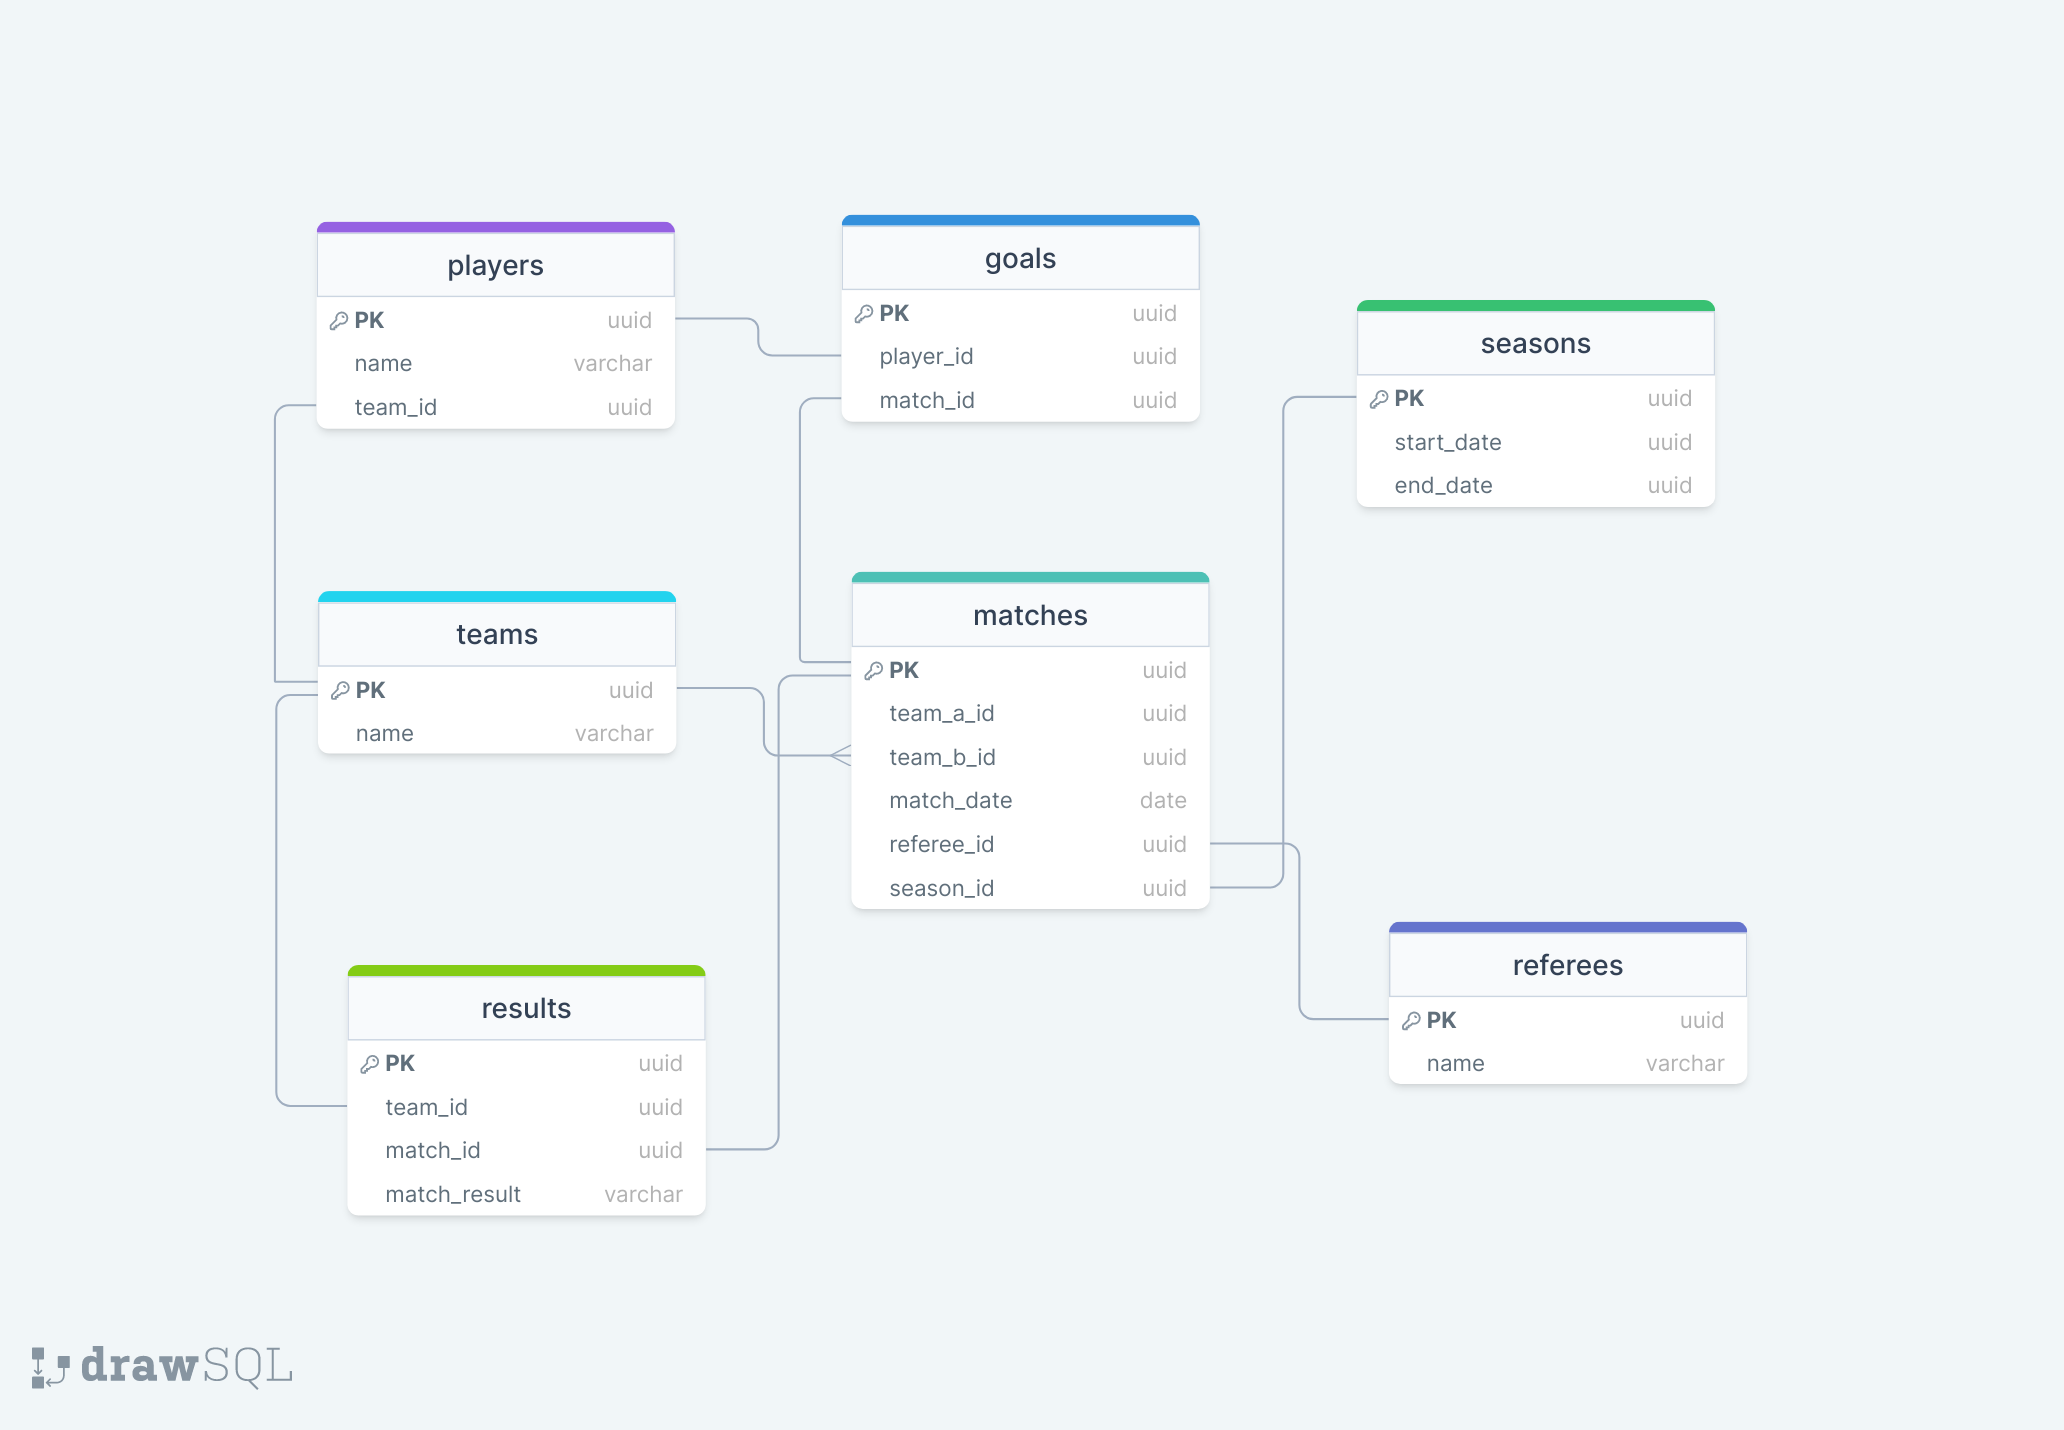 players
PK uuid
name varchar
team_id uuid
goals
PK uuid
player_id uuid
match_id uuid
seasons
PK uuid
start_date uuid
end_date uuid
teams
PK uuid
name varchar
matches
PK uuid
team_a_id uuid
team_b_id uuid
match_date date
referee_id uuid
season_id uuid
results
PK uuid
team_id uuid
match_id uuid
match_result varchar
referees
PK uuid
name varchar
drawSQL